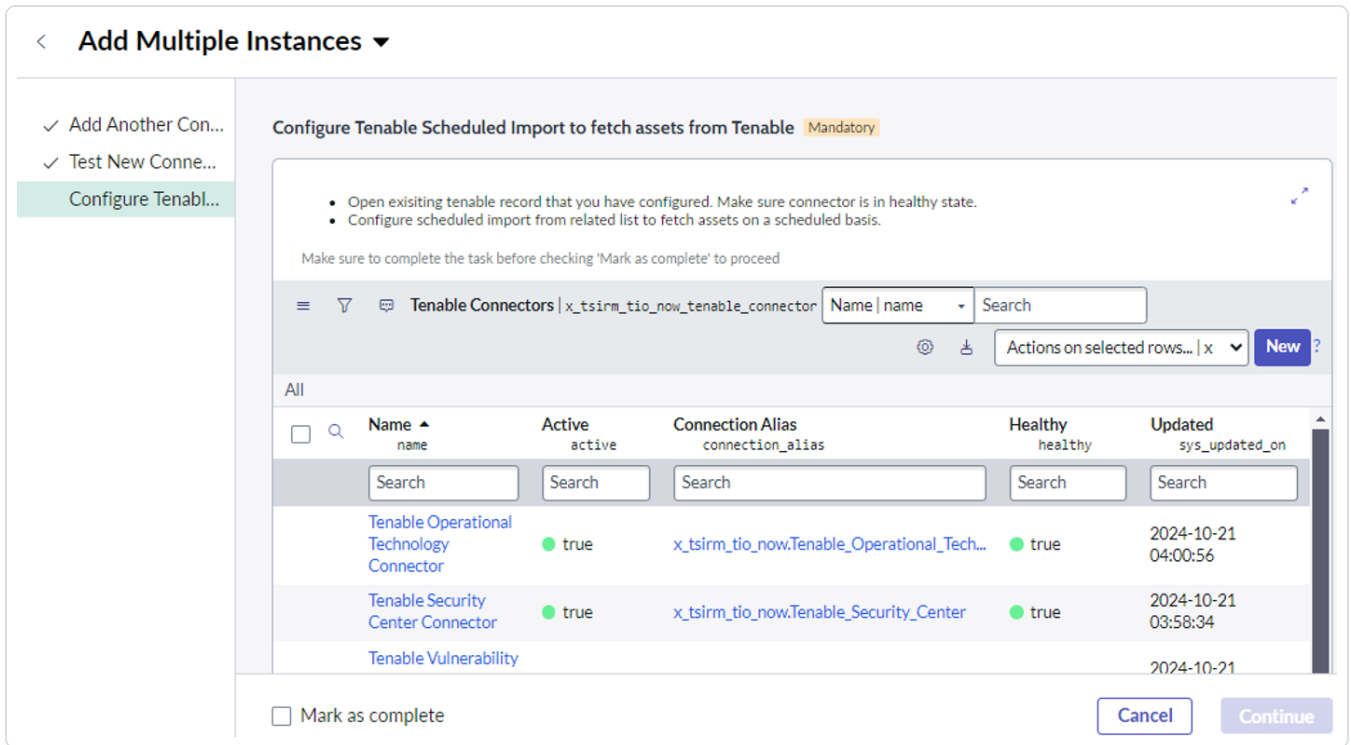 Add Multiple Instances
Add Another Con...
Test New Conne...
Configure Tenabl...
Configure Tenable Scheduled Import to fetch assets from Tenable Mandatory
Open exisiting tenable record that you have configured. Make sure connector is in healthy state.
Configure scheduled import from related list to fetch assets on a scheduled basis.
Make sure to complete the task before checking 'Mark as complete' to proceed
Tenable Connectors | x_tsirm_tio_now_tenable_connector Name | name Search
Actions on selected rows... | x New ?
All
Name Active Connection Alias Healthy Updated
name active connection_alias healthy sys_updated_on
Search Search Search Search Search
Tenable Operational
Technology
Connector
true x_tsirm_tio_now.Tenable_Operational_Tech... true
2024-10-21
04:00:56
Tenable Security
Center Connector
true x_tsirm_tio_now.Tenable_Security_Center true
2024-10-21
03:58:34
Tenable Vulnerability
2024-10-21
Mark as complete Cancel Continue